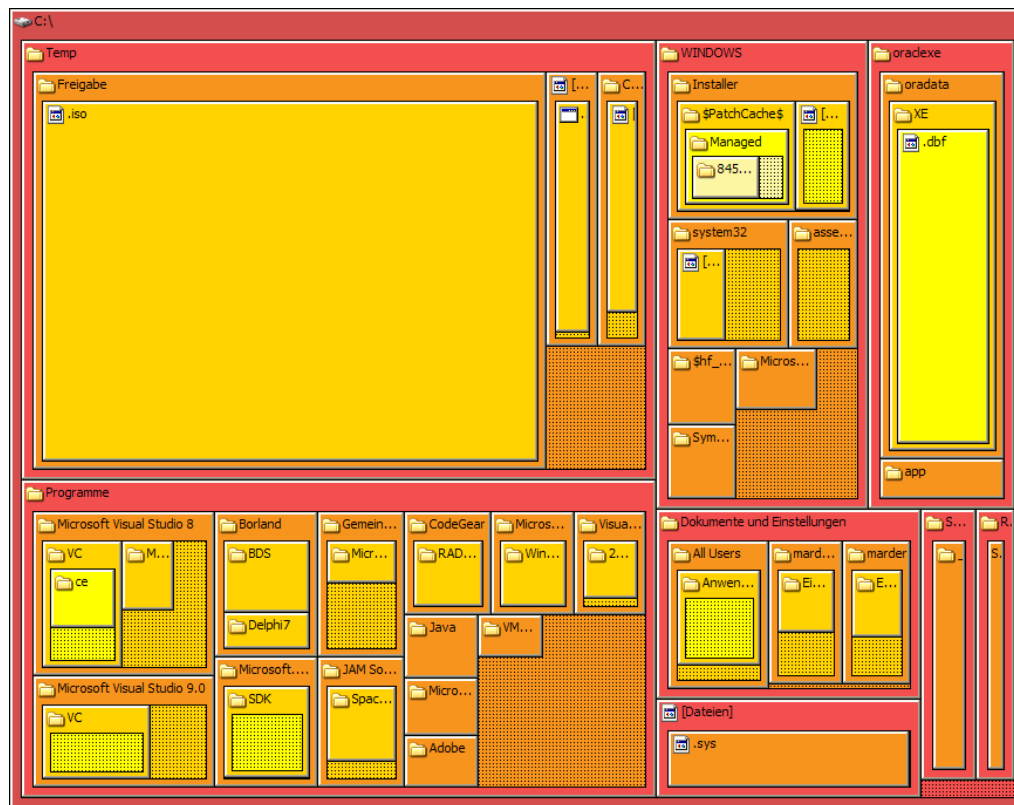 C:\
Temp
Freigabe
.iso
[...
.
C...
[
WINDOWS
Installer
$PatchCache$
Managed
845...
[...
system32
[...
asse...
$hf_...
Micros...
Sym...
oraclexe
oradata
XE
.dbf
app
Programme
Microsoft Visual Studio 8
VC
ce
M...
Microsoft Visual Studio 9.0
VC
Borland
BDS
Delphi7
Microsoft....
SDK
Gemein...
Micr...
JAM So...
Spac...
CodeGear
RAD...
Java
Micro...
Adobe
Micros...
Win...
VM...
Visua...
2...
Dokumente und Einstellungen
All Users
Anwen...
mard...
Ei...
marder
E...
[Dateien]
.sys
S...
_
R.
S.